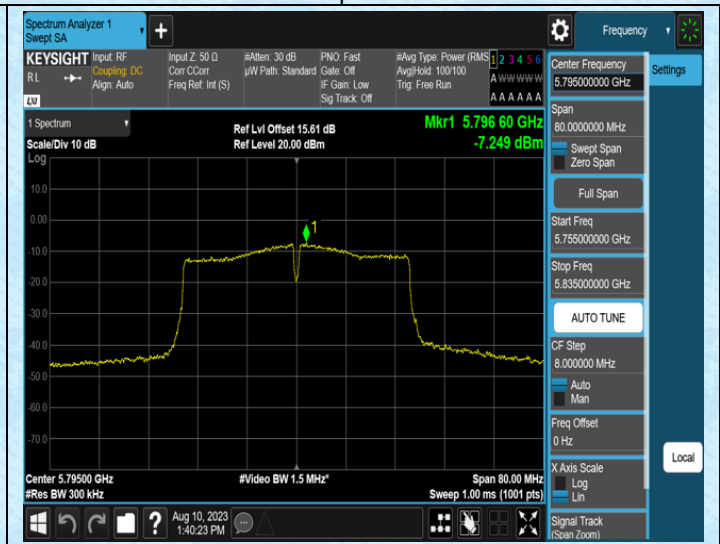 Spectrum Analyzer 1
Swept SA
Frequency
KEYSIGHT
RL
LXI
Input: RF
Coupling: DC
Align: Auto
Input Z: 50 Ω
Corr CCorr
Freq Ref: Int (S)
#Atten: 30 dB
µW Path: Standard
PNO: Fast
Gate: Off
IF Gain: Low
Sig Track: Off
#Avg Type: Power (RMS
Avg|Hold: 100/100
Trig: Free Run
1 2 3 4 5 6
A W W W W W
A A A A A A
1 Spectrum
Scale/Div 10 dB
Ref Lvl Offset 15.61 dB
Ref Level 20.00 dBm
Mkr1 5.796 60 GHz
-7.249 dBm
Log
10.0
0.00
-10.0
-20.0
-30.0
-40.0
-50.0
-60.0
-70.0
1
Center 5.79500 GHz
#Res BW 300 kHz
#Video BW 1.5 MHz*
Span 80.00 MHz
Sweep 1.00 ms (1001 pts)
Center Frequency
5.795000000 GHz
Settings
Span
80.0000000 MHz
Swept Span
Zero Span
Full Span
Start Freq
5.755000000 GHz
Stop Freq
5.835000000 GHz
AUTO TUNE
CF Step
8.000000 MHz
Auto
Man
Freq Offset
0 Hz
X Axis Scale
Log
Lin
Local
Signal Track
(Span Zoom)
?
Aug 10, 2023
1:40:23 PM